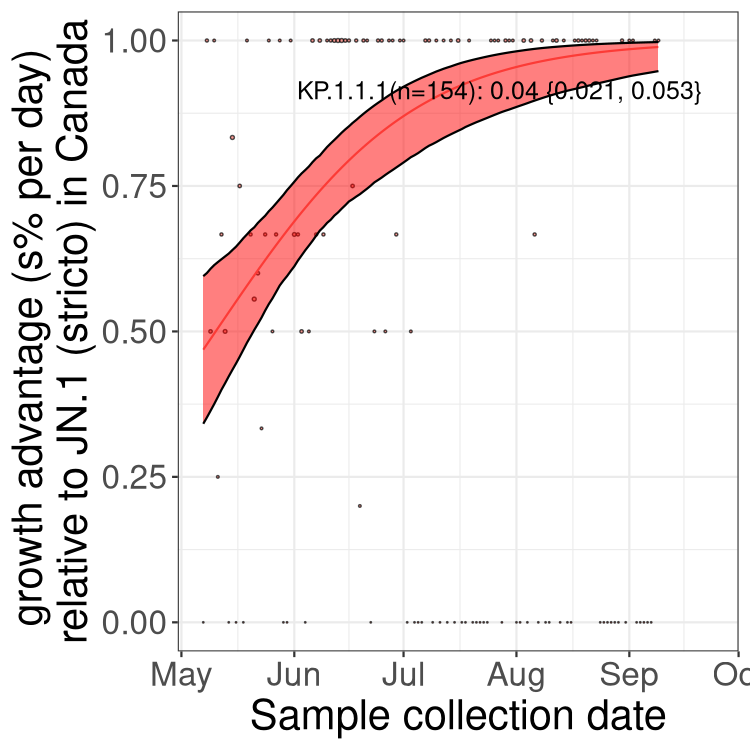 growth advantage (s% per day)
relative to JN.1 (stricto) in Canada
1.00
0.75
0.50
0.25
0.00
KP.1.1.1(n=154): 0.04 {0.021, 0.053}
May Jun Jul Aug Sep Oc
Sample collection date